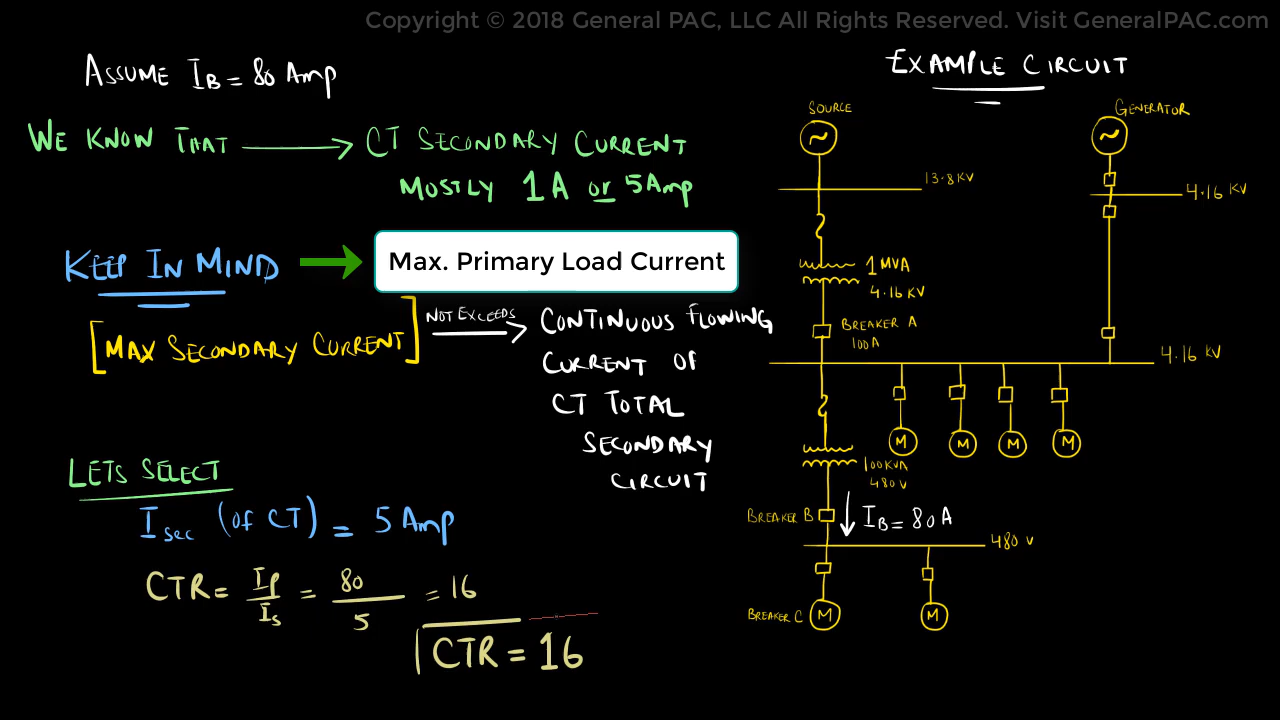 Copyright © 2018 General PAC, LLC All Rights Reserved. Visit GeneralPAC.com
ASSUME IB = 80 Amp
WE KNOW THAT → CT SECONDARY CURRENT
MOSTLY 1A or 5Amp
KEEP IN MIND
Max. Primary Load Current
[MAX SECONDARY CURRENT]
NOT EXCEEDS
CONTINUOUS FLOWING
CURRENT OF
CT TOTAL
SECONDARY
CIRCUIT
LETS SELECT
Isec (of CT) = 5 Amp
CTR = Ip/Is = 80/5 = 16
CTR = 16
EXAMPLE CIRCUIT
SOURCE
GENERATOR
~
~
13.8 KV
4.16 KV
1 MVA
4.16 KV
BREAKER A
100A
4.16 KV
M
M
M
M
100KVA
480V
BREAKER B
IB = 80A
480 V
BREAKER C
M
M